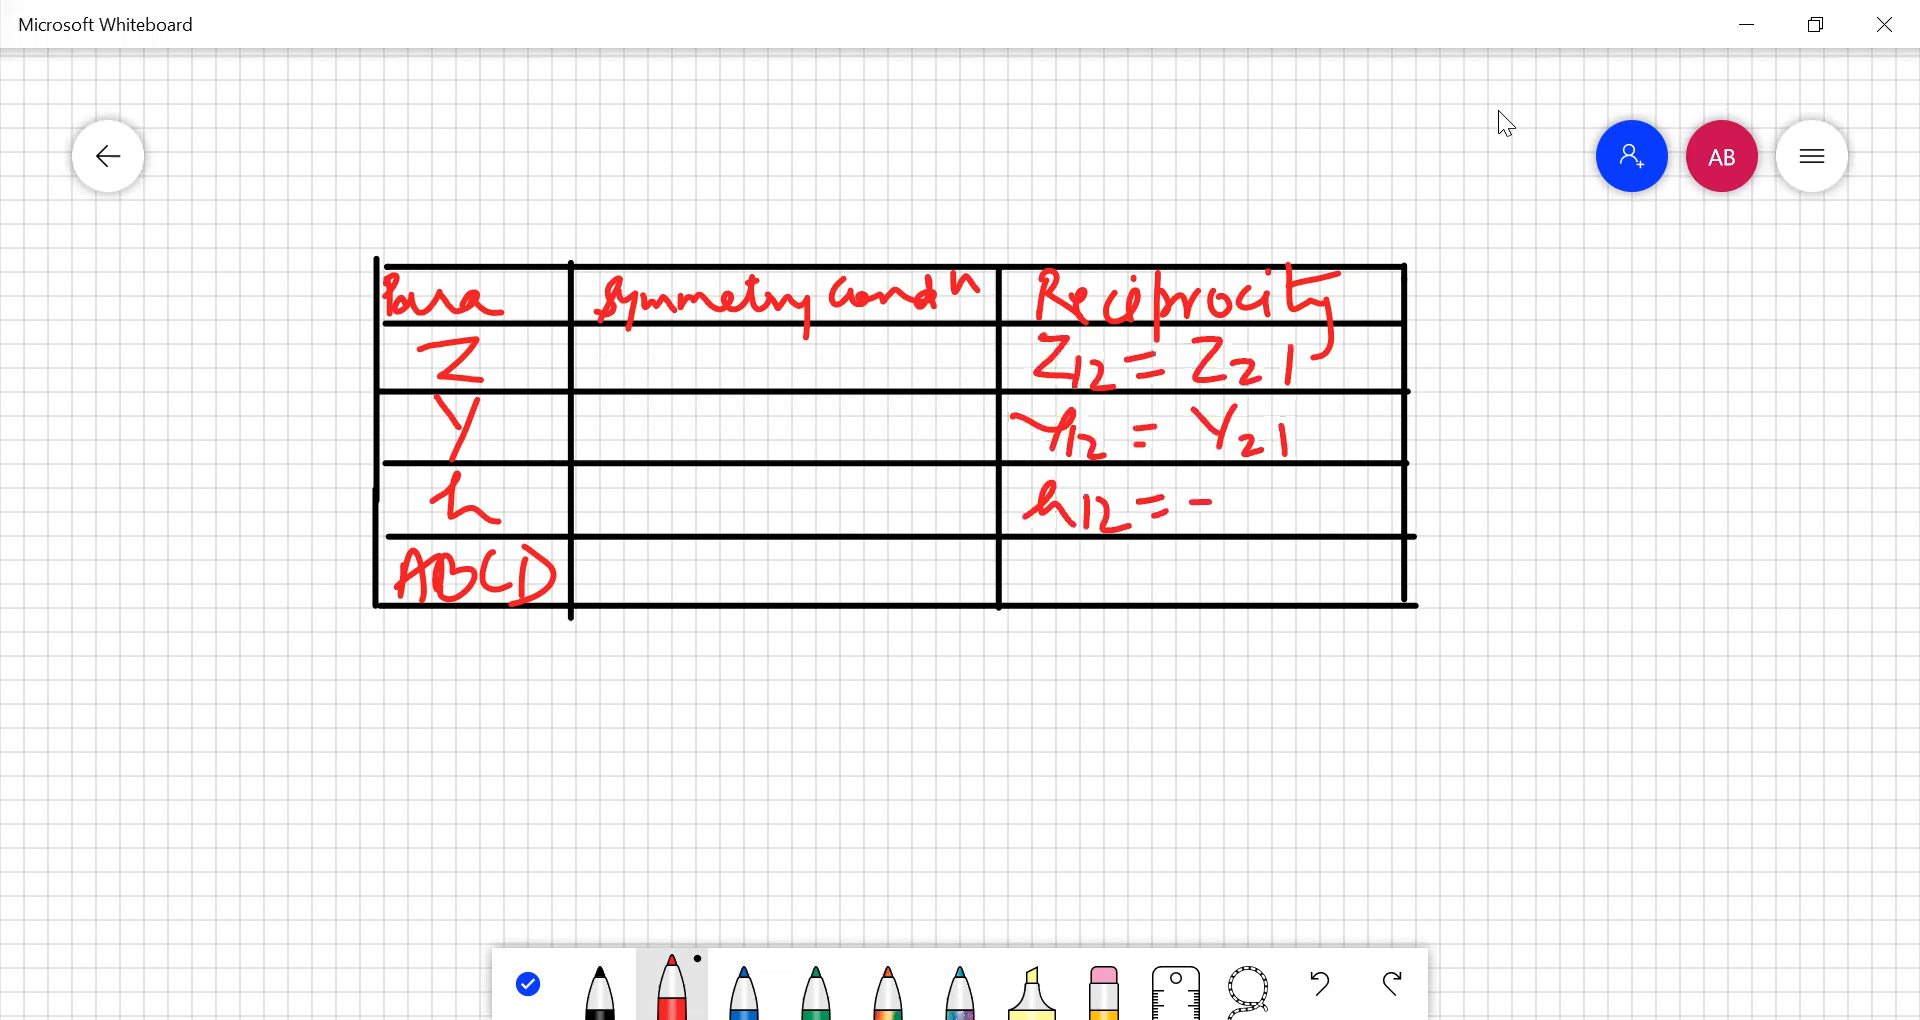 Microsoft Whiteboard
AB
Para Symmetry Condn Reciprocity
Z Z12 = Z21
Y Y12 = Y21
h h12 = -
ABCD